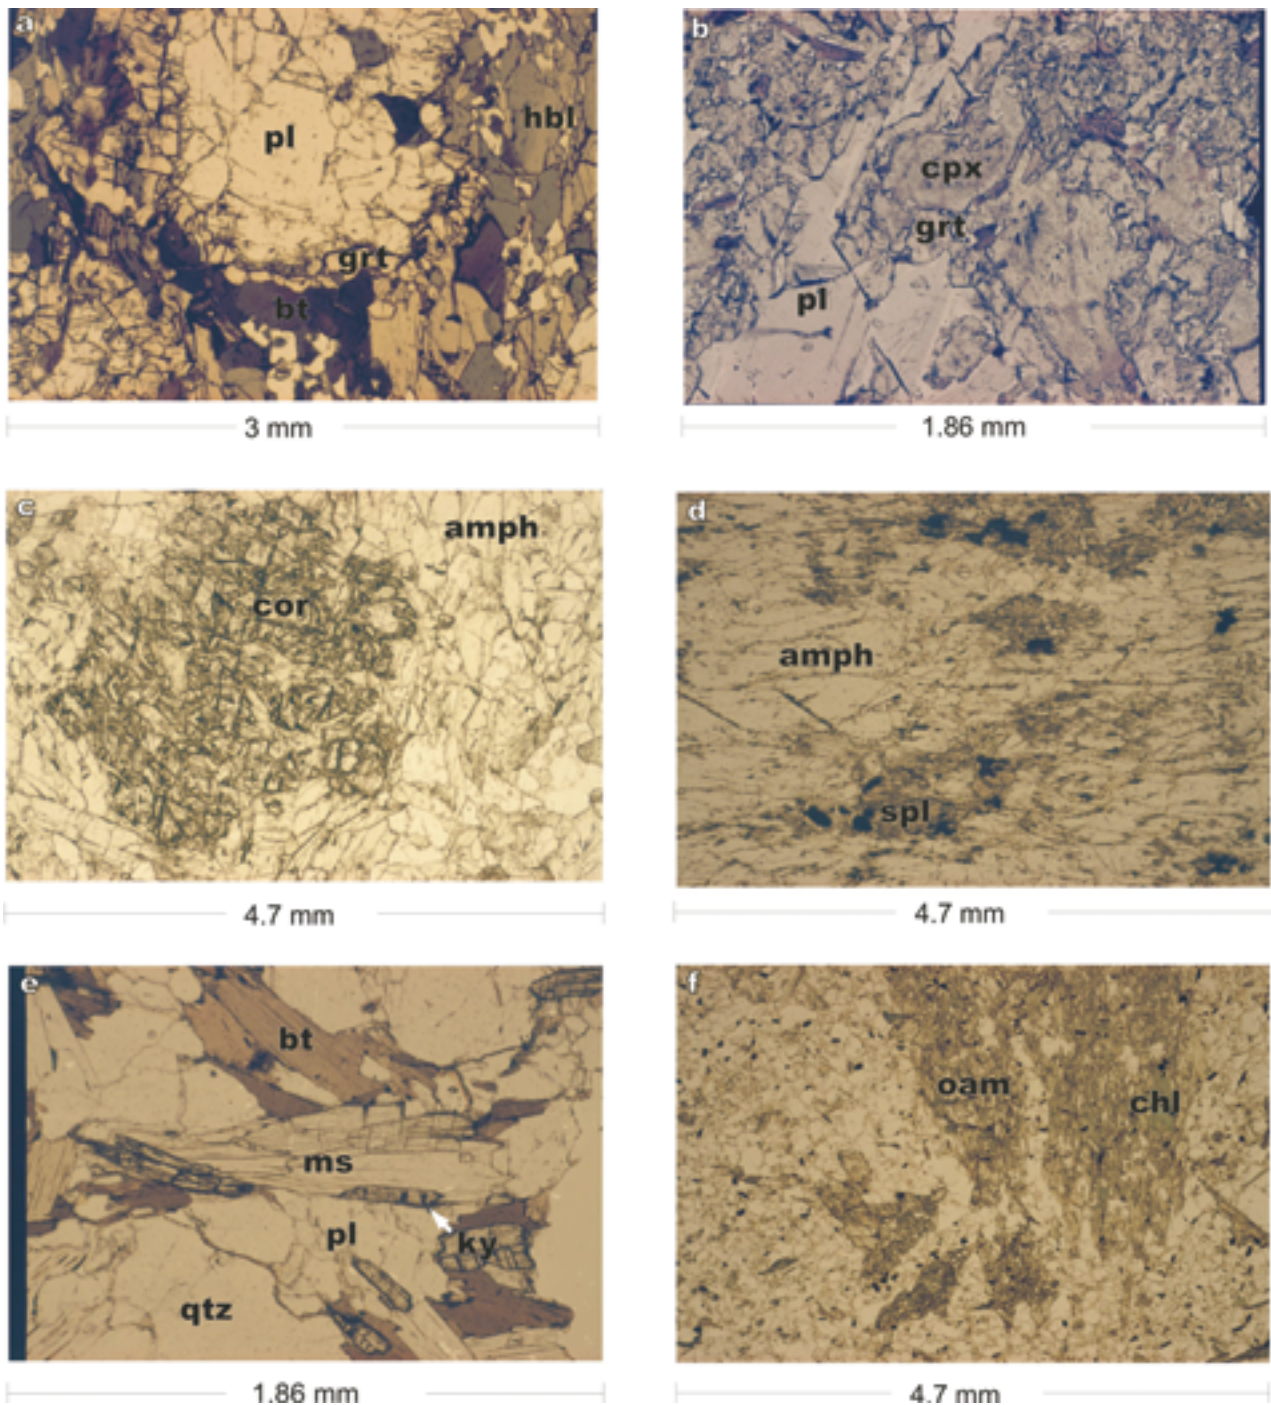 a
pl
hbl
grt
bt
3 mm
b
cpx
grt
pl
1.86 mm
c
amph
cor
4.7 mm
d
amph
spl
4.7 mm
e
bt
ms
pl
ky
qtz
1.86 mm
f
oam
chl
4.7 mm